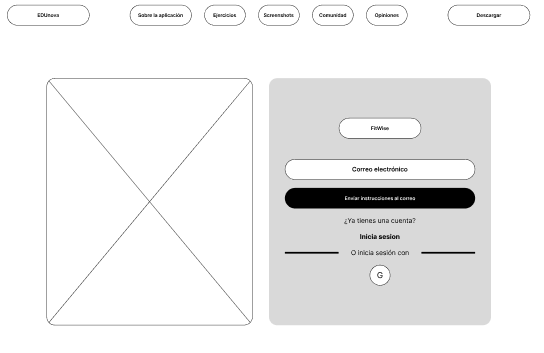 EDUnova
Sobre la aplicación
Ejercicios
Screenshots
Comunidad
Opiniones
Descargar
FitWise
Correo electrónico
Enviar instrucciones al correo
¿Ya tienes una cuenta?
Inicia sesion
O inicia sesión con
G